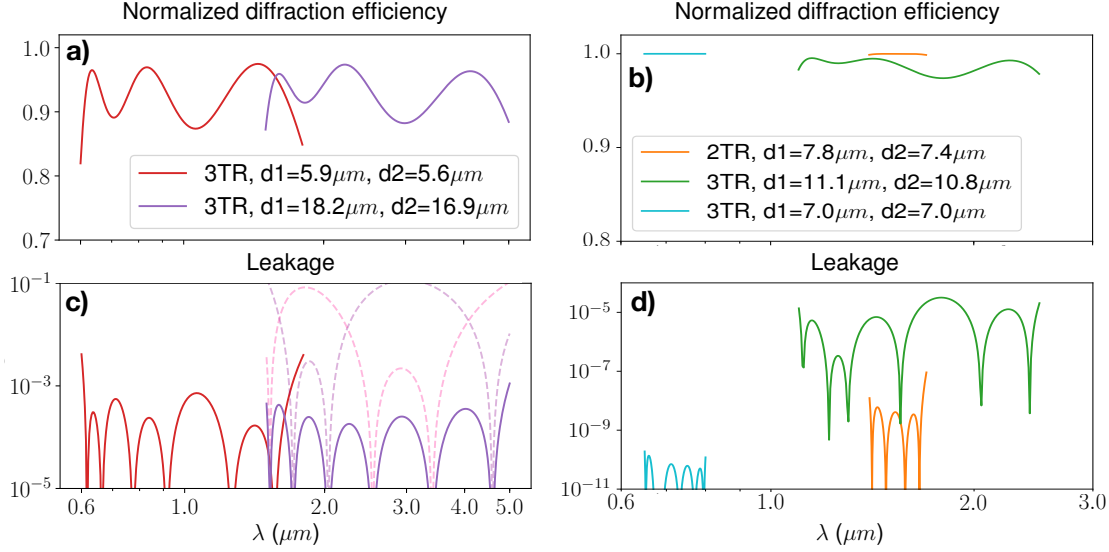 Normalized diffraction efficiency
Normalized diffraction efficiency
a)
1.0
0.9
0.8
0.7
3TR, d1=5.9μm, d2=5.6μm
3TR, d1=18.2μm, d2=16.9μm
b)
1.0
0.9
0.8
2TR, d1=7.8μm, d2=7.4μm
3TR, d1=11.1μm, d2=10.8μm
3TR, d1=7.0μm, d2=7.0μm
Leakage
Leakage
c)
10⁻¹
10⁻³
10⁻⁵
0.6 1.0 2.0 3.0 4.0 5.0
λ (μm)
d)
10⁻⁵
10⁻⁷
10⁻⁹
10⁻¹¹
0.6 1.0 2.0 3.0
λ (μm)